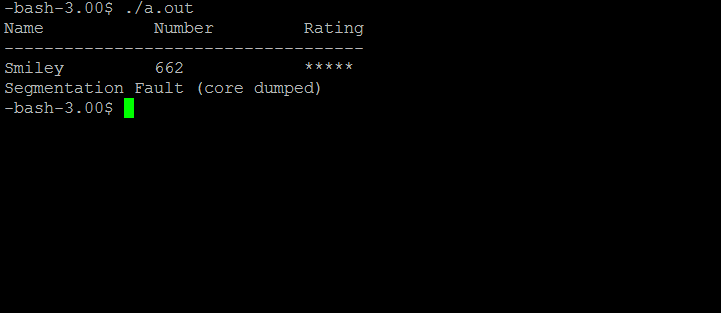 -bash-3.00$ ./a.out
Name           Number         Rating
------------------------------------
Smiley         662            *****
Segmentation Fault (core dumped)
-bash-3.00$